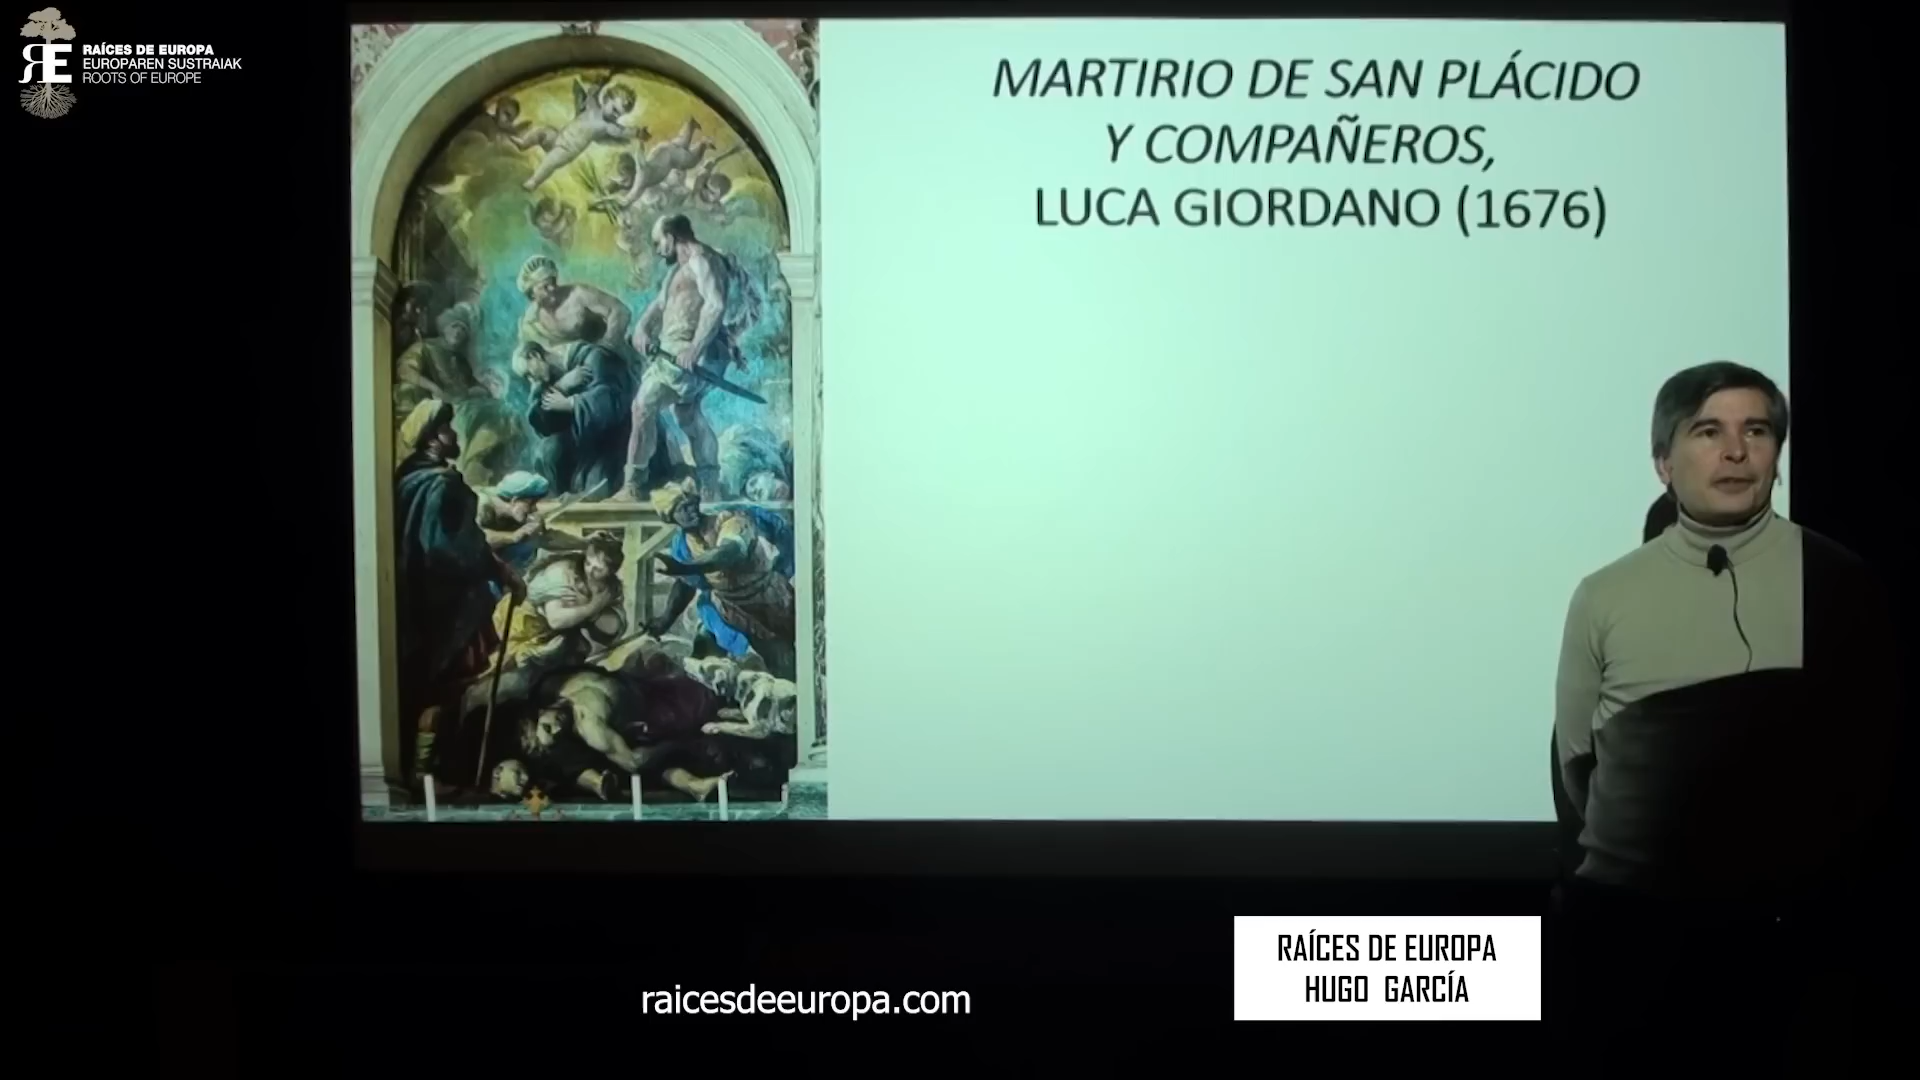 RAÍCES DE EUROPA
EUROPAREN SUSTRAIAK
ROOTS OF EUROPE
MARTIRIO DE SAN PLÁCIDO
Y COMPAÑEROS,
LUCA GIORDANO (1676)
RAÍCES DE EUROPA
HUGO GARCÍA
raicesdeeuropa.com